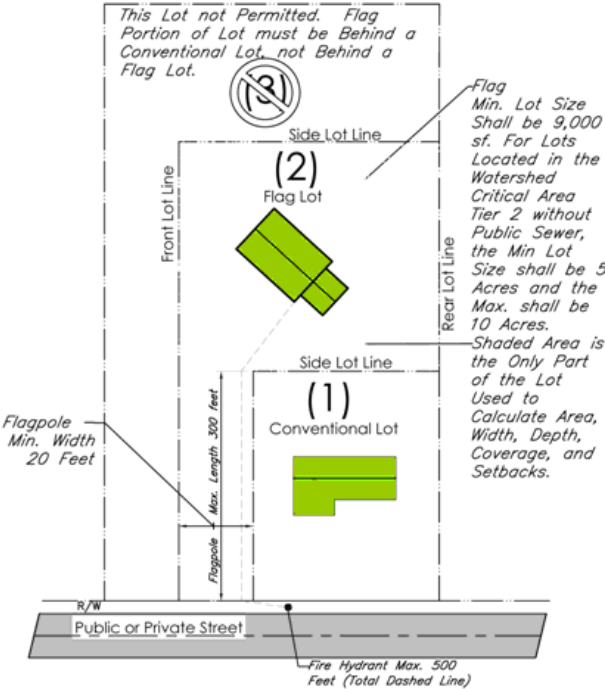 This Lot not Permitted. Flag
Portion of Lot must be Behind a
Conventional Lot, not Behind a
Flag Lot.
(3)
Side Lot Line
(2)
Flag Lot
Front Lot Line
Rear Lot Line
Flag
Min. Lot Size
Shall be 9,000
sf. For Lots
Located in the
Watershed
Critical Area
Tier 2 without
Public Sewer,
the Min Lot
Size shall be 5
Acres and the
Max. shall be
10 Acres.
Shaded Area is
the Only Part
of the Lot
Used to
Calculate Area,
Width, Depth,
Coverage, and
Setbacks.
Side Lot Line
(1)
Conventional Lot
Flagpole
Min. Width
20 Feet
Flagpole Max. Length 300 feet
R/W
Public or Private Street
Fire Hydrant Max. 500
Feet (Total Dashed Line)